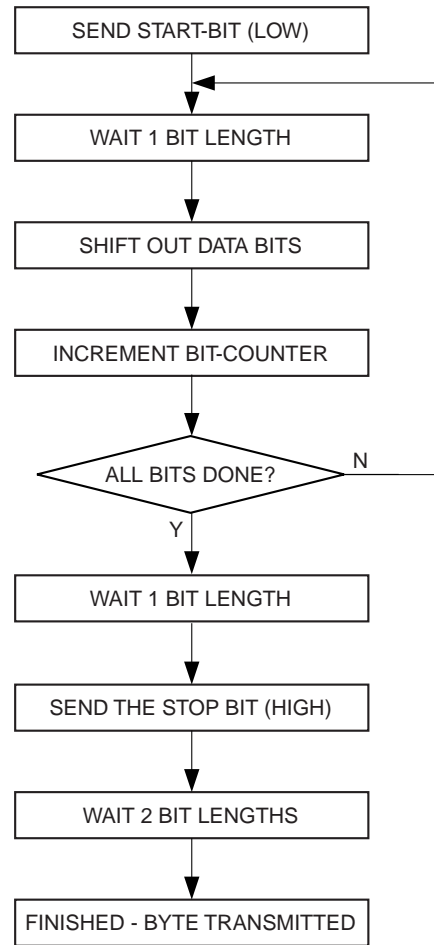 SEND START-BIT (LOW)
WAIT 1 BIT LENGTH
SHIFT OUT DATA BITS
INCREMENT BIT-COUNTER
ALL BITS DONE?
N
Y
WAIT 1 BIT LENGTH
SEND THE STOP BIT (HIGH)
WAIT 2 BIT LENGTHS
FINISHED - BYTE TRANSMITTED